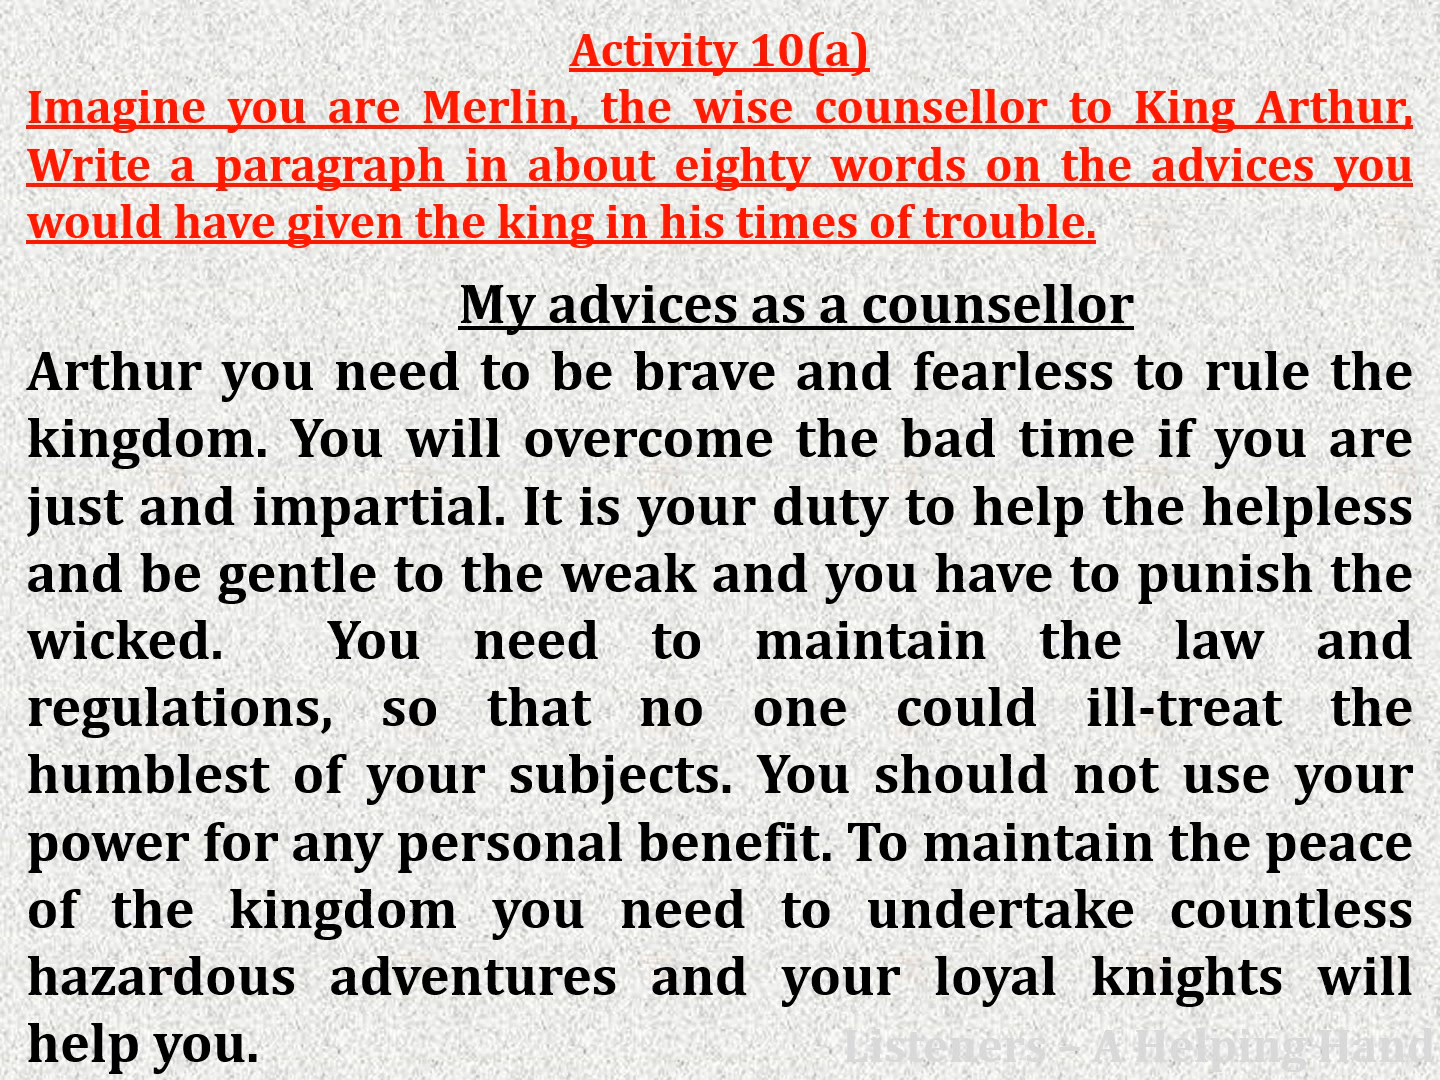 Activity 10(a)
Imagine you are Merlin, the wise counsellor to King Arthur,
Write a paragraph in about eighty words on the advices you
would have given the king in his times of trouble.
My advices as a counsellor
Arthur you need to be brave and fearless to rule the
kingdom. You will overcome the bad time if you are
just and impartial. It is your duty to help the helpless
and be gentle to the weak and you have to punish the
wicked. You need to maintain the law and
regulations, so that no one could ill-treat the
humblest of your subjects. You should not use your
power for any personal benefit. To maintain the peace
of the kingdom you need to undertake countless
hazardous adventures and your loyal knights will
help you.
Listeners - A Helping Hand